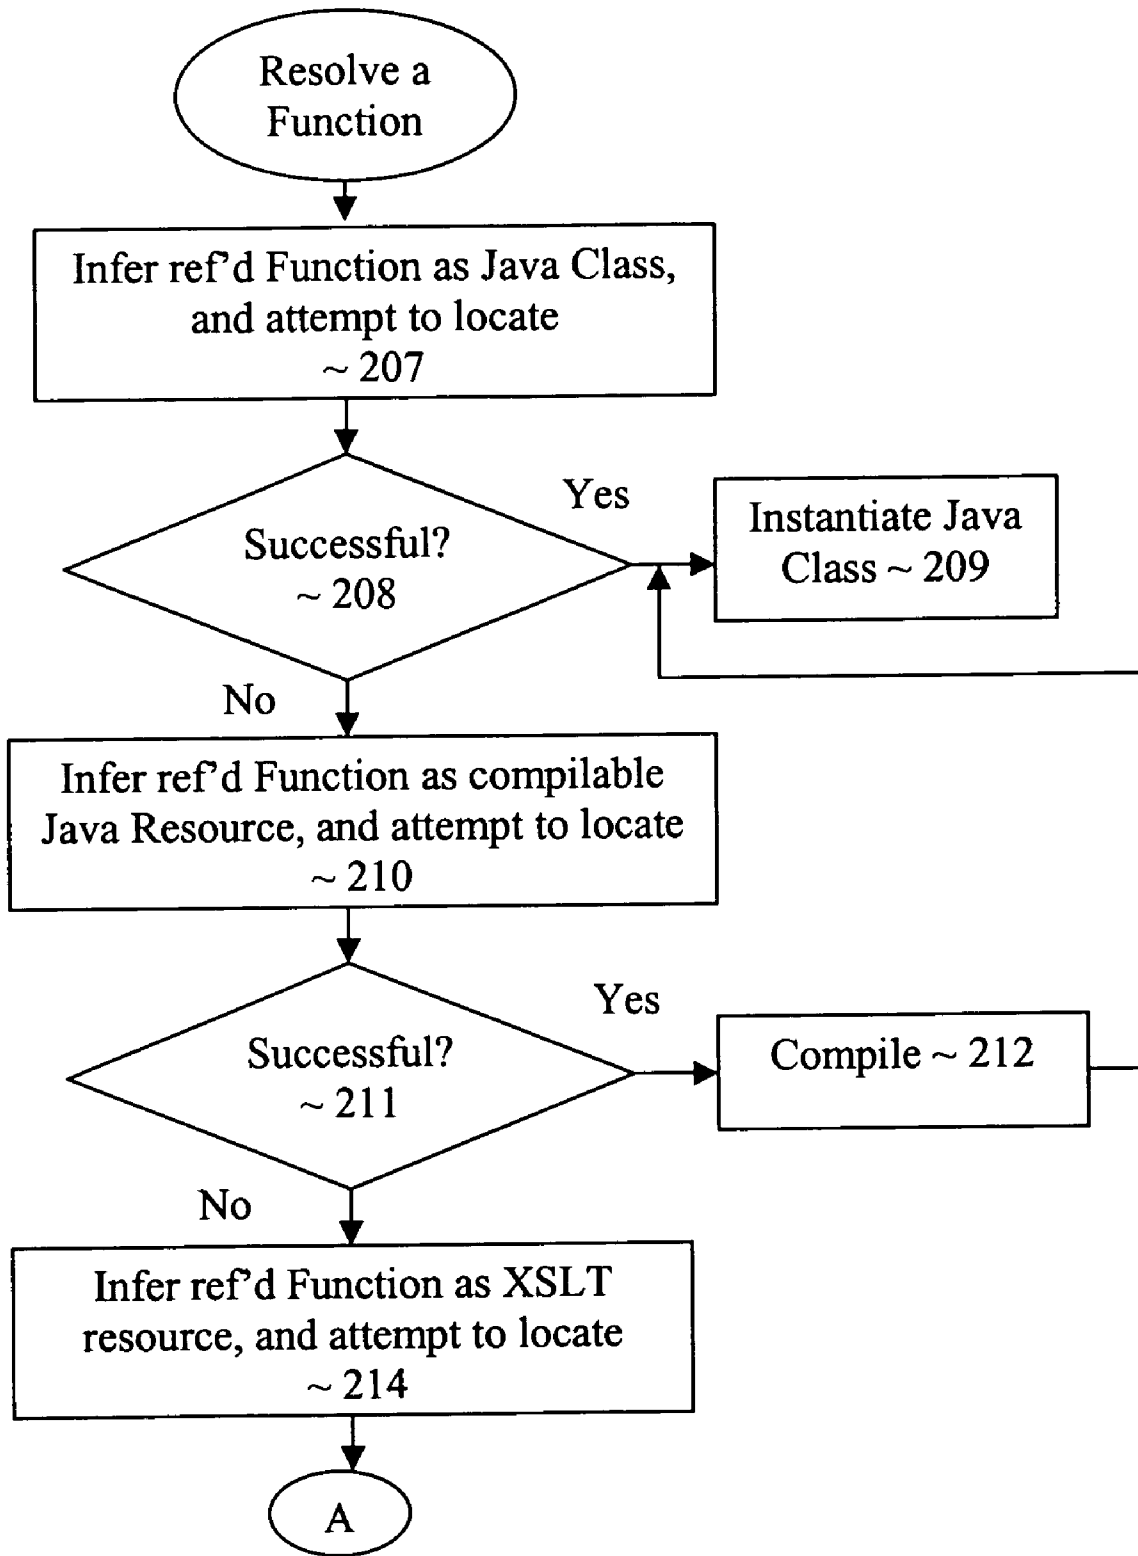 Resolve a
Function
Infer ref'd Function as Java Class,
and attempt to locate
~ 207
Yes
Successful?
~ 208
Instantiate Java
Class ~ 209
No
Infer ref'd Function as compilable
Java Resource, and attempt to locate
~ 210
Yes
Successful?
~ 211
Compile ~ 212
No
Infer ref'd Function as XSLT
resource, and attempt to locate
~ 214
A